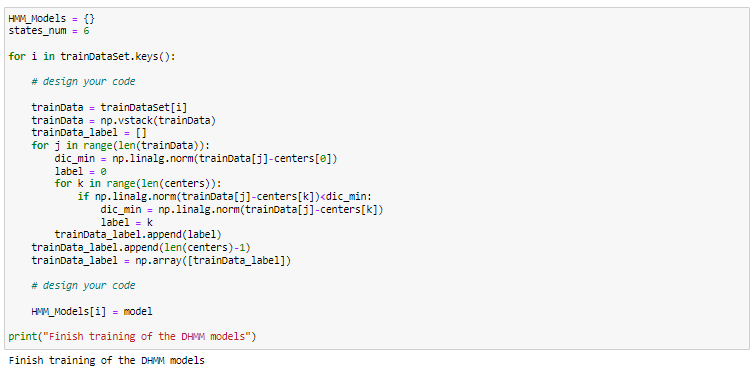 HMM_Models = {}
states_num = 6
for i in trainDataSet.keys():
# design your code
trainData = trainDataSet[i]
trainData = np.vstack(trainData)
trainData_label = []
for j in range(len(trainData)):
dic_min = np.linalg.norm(trainData[j]-centers[0])
label = 0
for k in range(len(centers)):
if np.linalg.norm(trainData[j]-centers[k])<dic_min:
dic_min = np.linalg.norm(trainData[j]-centers[k])
label = k
trainData_label.append(label)
trainData_label.append(len(centers)-1)
trainData_label = np.array([trainData_label])
# design your code
HMM_Models[i] = model
print("Finish training of the DHMM models")
Finish training of the DHMM models